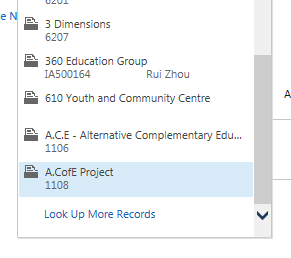 6201
e N
3 Dimensions
6207
360 Education Group
IA500164 Rui Zhou
610 Youth and Community Centre
A
A.C.E - Alternative Complementary Edu...
1106
A.CofE Project
1108
Look Up More Records